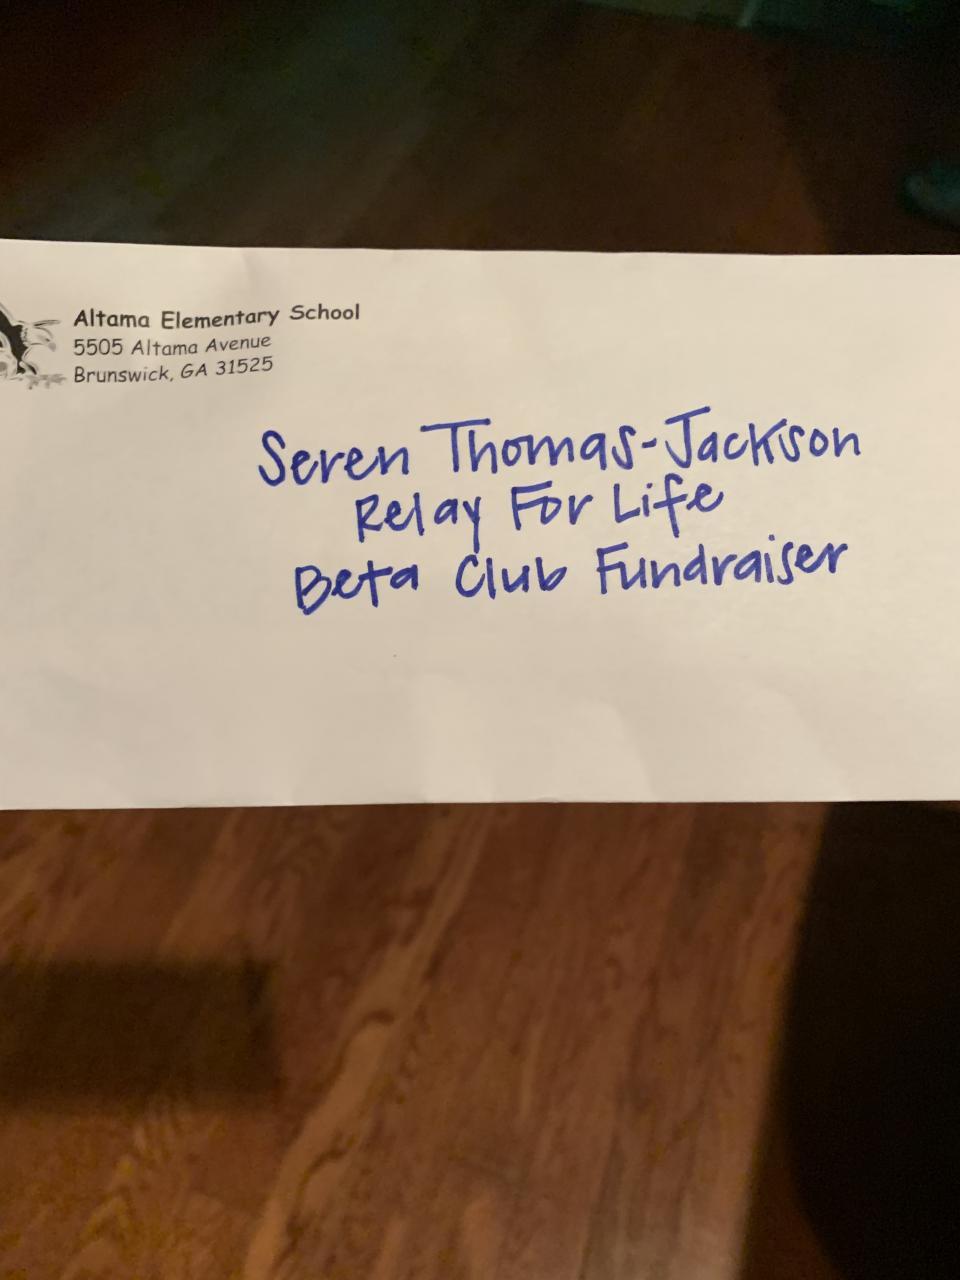 Altama Elementary School
5505 Altama Avenue
Brunswick, GA 31525
Seren Thomas-Jackson
Relay For Life
Beta Club Fundraiser